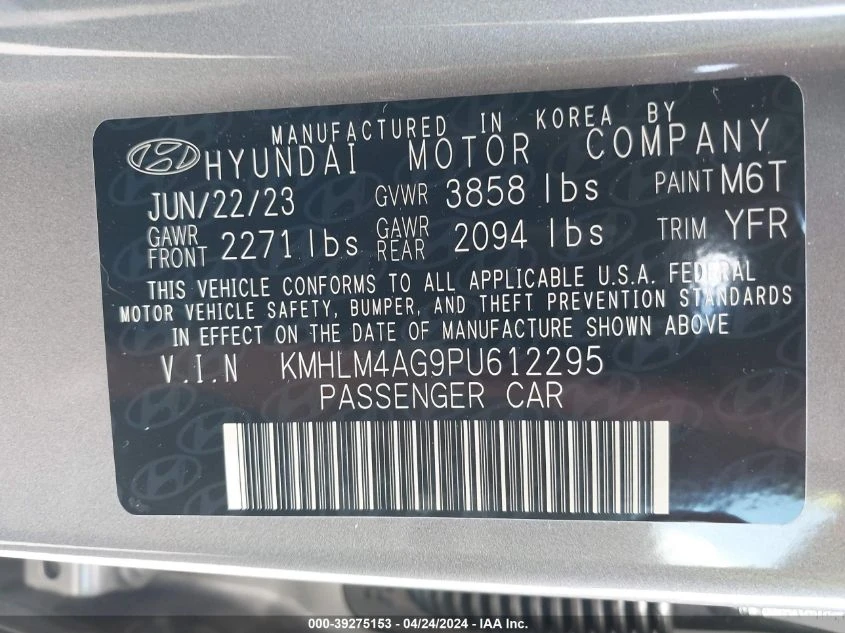 MANUFACTURED IN KOREA BY
HYUNDAI MOTOR COMPANY
JUN/22/23 GVWR 3858 lbs PAINT M6T
GAWR FRONT 2271 lbs GAWR REAR 2094 lbs TRIM YFR
THIS VEHICLE CONFORMS TO ALL APPLICABLE U.S.A. FEDERAL
MOTOR VEHICLE SAFETY, BUMPER, AND THEFT PREVENTION STANDARDS
IN EFFECT ON THE DATE OF MANUFACTURE SHOWN ABOVE
V.I.N KMHLM4AG9PU612295
PASSENGER CAR
000-39275153 - 04/24/2024 - IAA Inc.